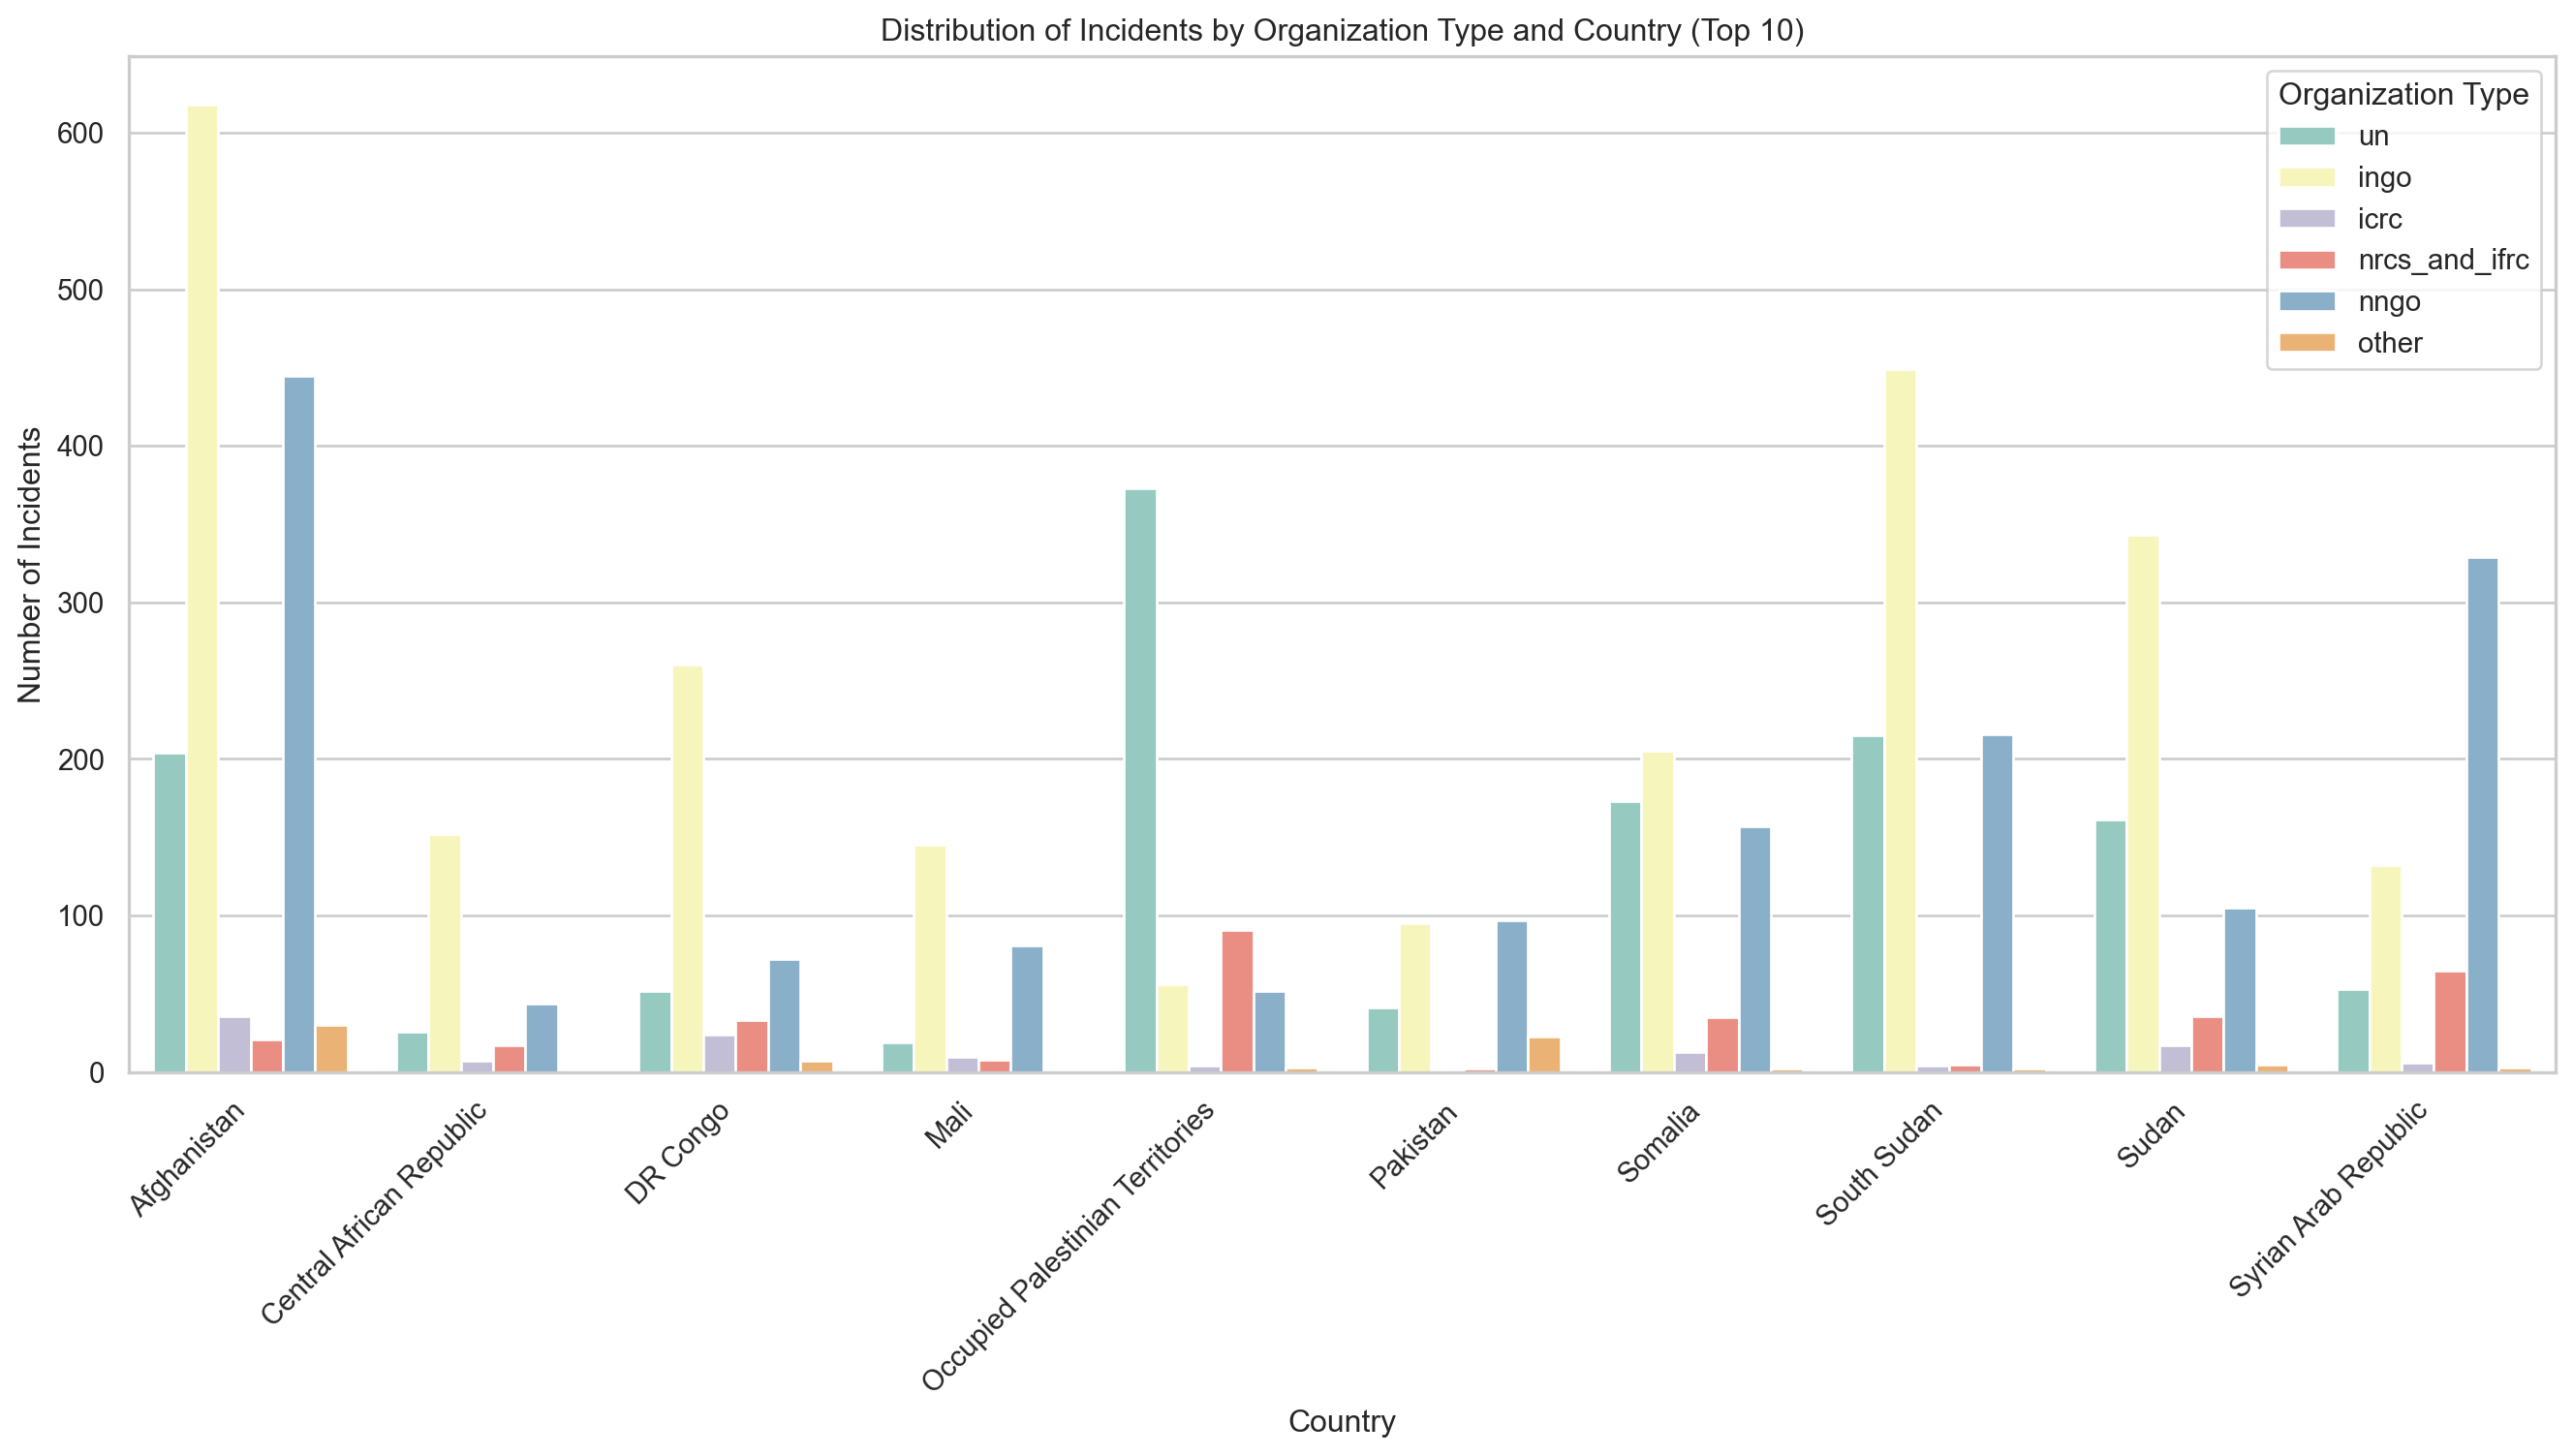 Distribution of Incidents by Organization Type and Country (Top 10)
Number of Incidents
600
500
400
300
200
100
0
Organization Type
un
ingo
icrc
nrcs_and_ifrc
nngo
other
Afghanistan
Central African Republic
DR Congo
Mali
Occupied Palestinian Territories
Pakistan
Somalia
South Sudan
Sudan
Syrian Arab Republic
Country